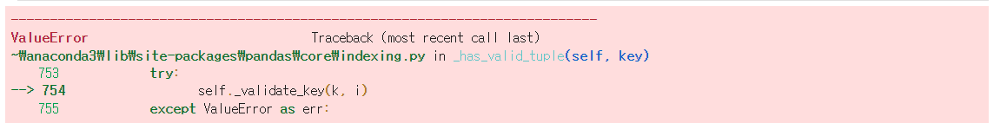 ---------------------------------------------------------------------------
ValueError                                Traceback (most recent call last)
~₩anaconda3₩lib₩site-packages₩pandas₩core₩indexing.py in _has_valid_tuple(self, key)
    753             try:
--> 754                 self._validate_key(k, i)
    755             except ValueError as err: